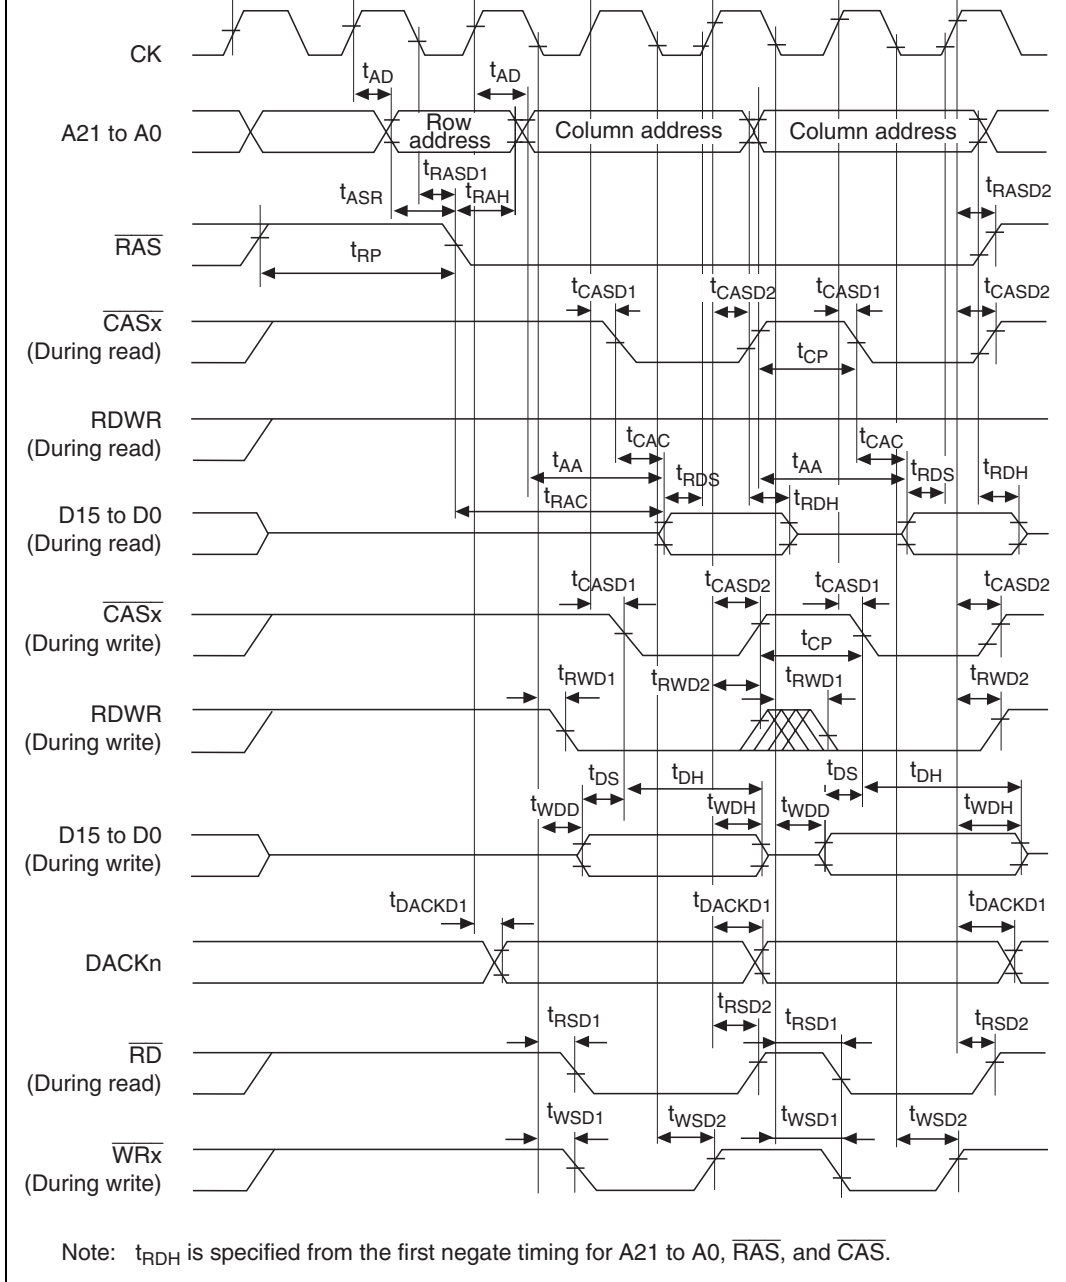 CK
tAD tAD
A21 to A0 Row address Column address Column address
tRASD1
tASR tRAH tRASD2
RAS
tRP
tCASD1 tCASD2 tCASD1 tCASD2
CASx
(During read)
tCP
RDWR
(During read)
tCAC tCAC
tAA tRDS tAA tRDS tRDH
tRAC tRDH
D15 to D0
(During read)
tCASD1 tCASD2 tCASD1 tCASD2
CASx
(During write)
tCP
tRWD1 tRWD2 tRWD1 tRWD2
RDWR
(During write)
tDS tDH tDS tDH
tWDD tWDH tWDD tWDH
D15 to D0
(During write)
tDACKD1 tDACKD1 tDACKD1
DACKn
tRSD1 tRSD2 tRSD1 tRSD2
RD
(During read)
tWSD1 tWSD2 tWSD1 tWSD2
WRx
(During write)
Note: tRDH is specified from the first negate timing for A21 to A0, RAS, and CAS.